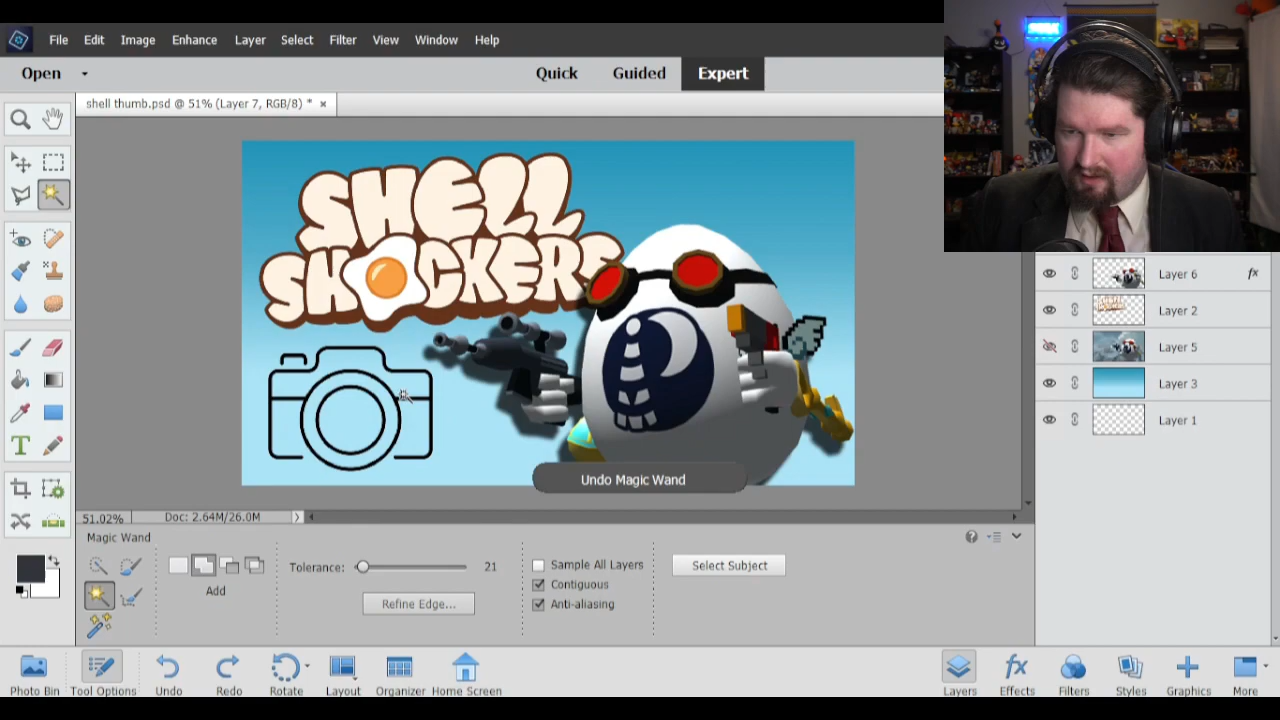 File Edit Image Enhance Layer Select Filter View Window Help
Open Quick Guided Expert
shell thumb.psd @ 51% (Layer 7, RGB/8) * ×
SHELL
SHOCKERS
Layer 6 fx
Layer 2
Layer 5
Layer 3
Layer 1
Undo Magic Wand
51.02% Doc: 2.64M/26.0M
Magic Wand
Add
Tolerance: 21
Refine Edge...
Sample All Layers
Contiguous
Anti-aliasing
Select Subject
Photo Bin Tool Options Undo Redo Rotate Layout Organizer Home Screen Layers Effects Filters Styles Graphics More